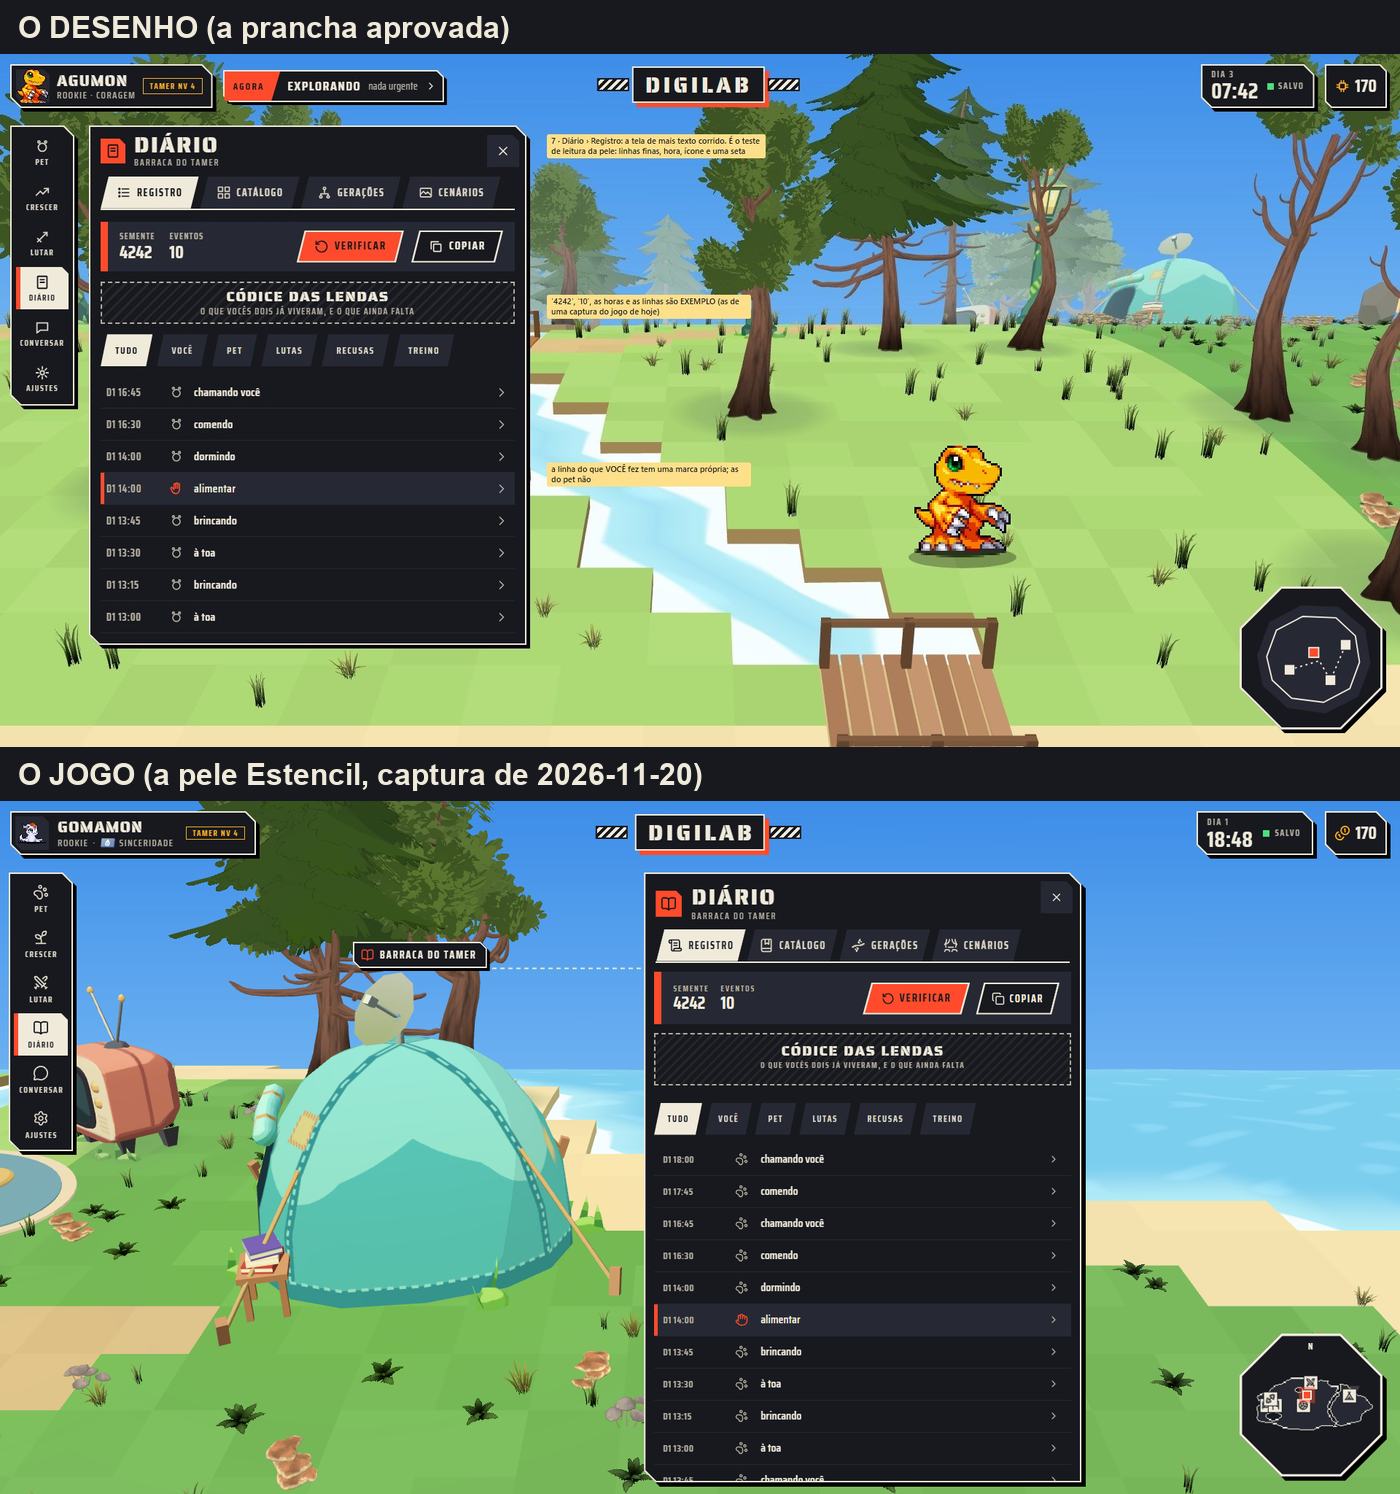 O DESENHO (a prancha aprovada)
AGUMON
ROOKIE · CORAGEM
TAMER NV 4
AGORA
EXPLORANDO nada urgente
DIGILAB
DIA 3
07:42
SALVO
170
PET
CRESCER
LUTAR
DIÁRIO
CONVERSAR
AJUSTES
DIÁRIO
BARRACA DO TAMER
REGISTRO
CATÁLOGO
GERAÇÕES
CENÁRIOS
SEMENTE
4242
EVENTOS
10
VERIFICAR
COPIAR
CÓDICE DAS LENDAS
O QUE VOCÊS DOIS JÁ VIVERAM, E O QUE AINDA FALTA
TUDO
VOCÊ
PET
LUTAS
RECUSAS
TREINO
D1 16:45 chamando você
D1 16:30 comendo
D1 14:00 dormindo
D1 14:00 alimentar
D1 13:45 brincando
D1 13:30 à toa
D1 13:15 brincando
D1 13:00 à toa
7 · Diário › Registro: a tela de mais texto corrido. É o teste
de leitura da pele: linhas finas, hora, ícone e uma seta
'4242', '10', as horas e as linhas são EXEMPLO (as de
uma captura do jogo de hoje)
a linha do que VOCÊ fez tem uma marca própria; as
do pet não
O JOGO (a pele Estencil, captura de 2026-11-20)
GOMAMON
ROOKIE · SINCERIDADE
TAMER NV 4
DIGILAB
DIA 1
18:48
SALVO
170
PET
CRESCER
LUTAR
DIÁRIO
CONVERSAR
AJUSTES
BARRACA DO TAMER
DIÁRIO
BARRACA DO TAMER
REGISTRO
CATÁLOGO
GERAÇÕES
CENÁRIOS
SEMENTE
4242
EVENTOS
10
VERIFICAR
COPIAR
CÓDICE DAS LENDAS
O QUE VOCÊS DOIS JÁ VIVERAM, E O QUE AINDA FALTA
TUDO
VOCÊ
PET
LUTAS
RECUSAS
TREINO
D1 18:00 chamando você
D1 17:45 comendo
D1 16:45 chamando você
D1 16:30 comendo
D1 14:00 dormindo
D1 14:00 alimentar
D1 13:45 brincando
D1 13:30 à toa
D1 13:15 brincando
D1 13:00 à toa
D1 12:45 chamando você
N